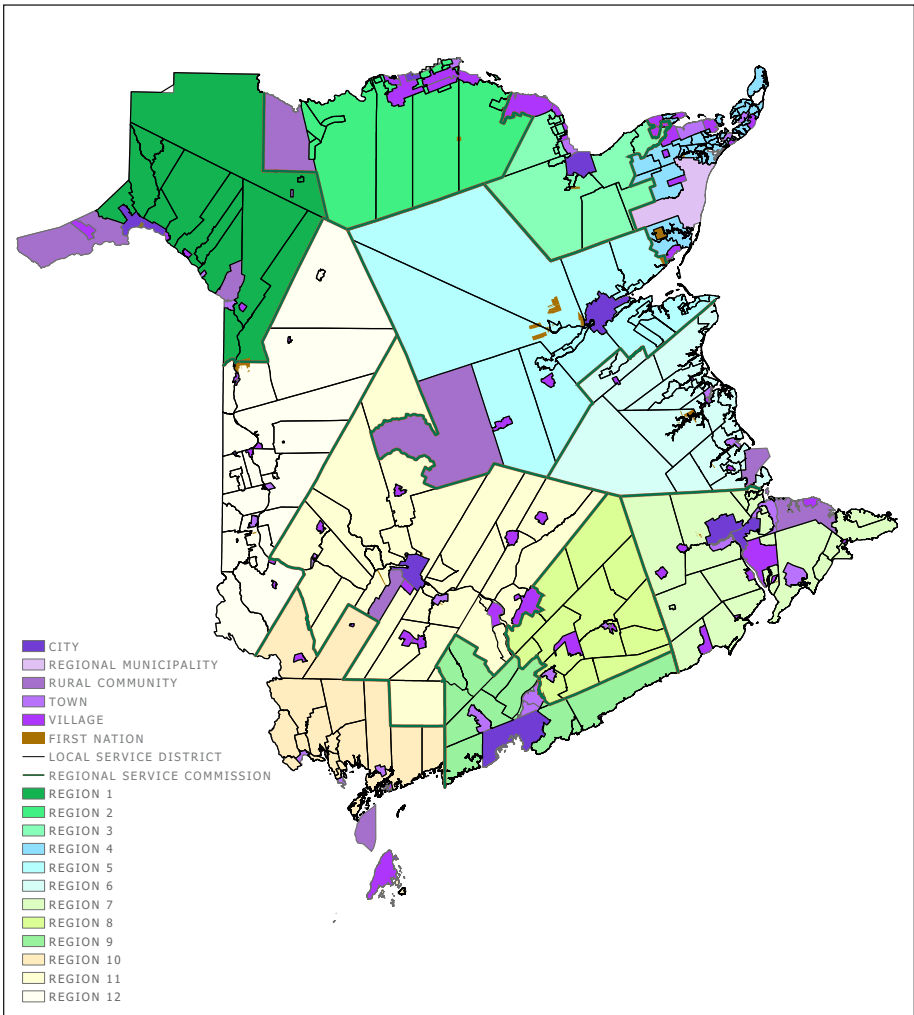 CITY
REGIONAL MUNICIPALITY
RURAL COMMUNITY
TOWN
VILLAGE
FIRST NATION
LOCAL SERVICE DISTRICT
REGIONAL SERVICE COMMISSION
REGION 1
REGION 2
REGION 3
REGION 4
REGION 5
REGION 6
REGION 7
REGION 8
REGION 9
REGION 10
REGION 11
REGION 12